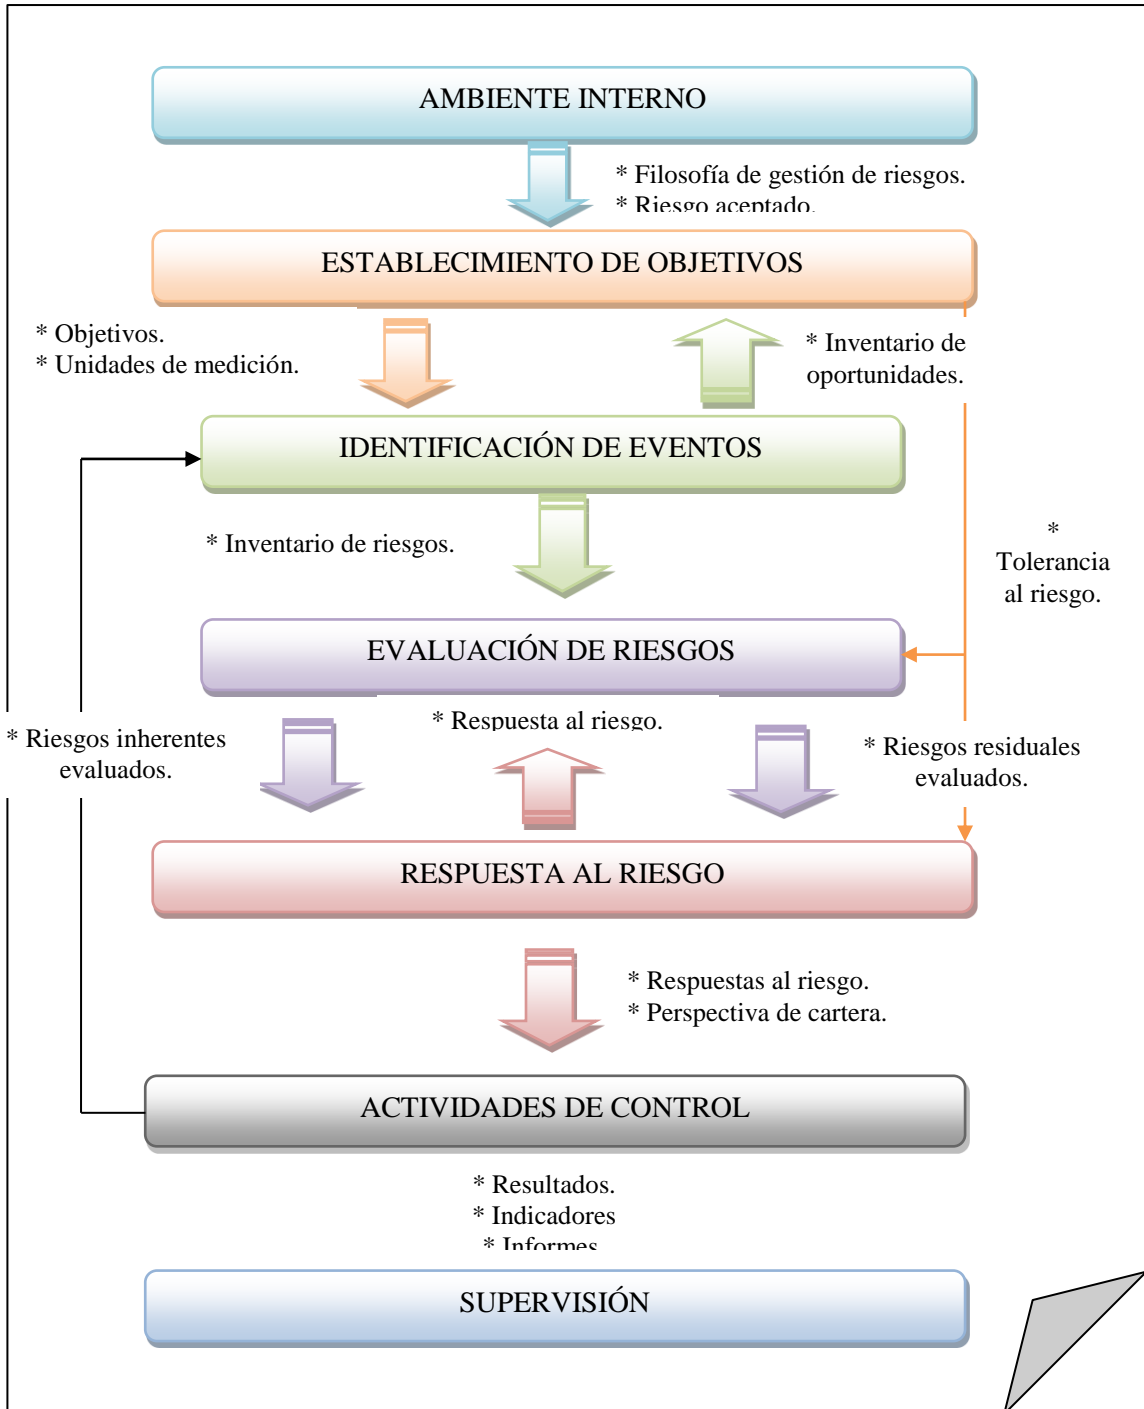 AMBIENTE INTERNO
* Filosofía de gestión de riesgos.
* Riesgo aceptado.
ESTABLECIMIENTO DE OBJETIVOS
* Objetivos.
* Unidades de medición.
* Inventario de
oportunidades.
IDENTIFICACIÓN DE EVENTOS
* Inventario de riesgos.
*
Tolerancia
al riesgo.
EVALUACIÓN DE RIESGOS
* Respuesta al riesgo.
* Riesgos inherentes
evaluados.
* Riesgos residuales
evaluados.
RESPUESTA AL RIESGO
* Respuestas al riesgo.
* Perspectiva de cartera.
ACTIVIDADES DE CONTROL
* Resultados.
* Indicadores
* Informes
SUPERVISIÓN